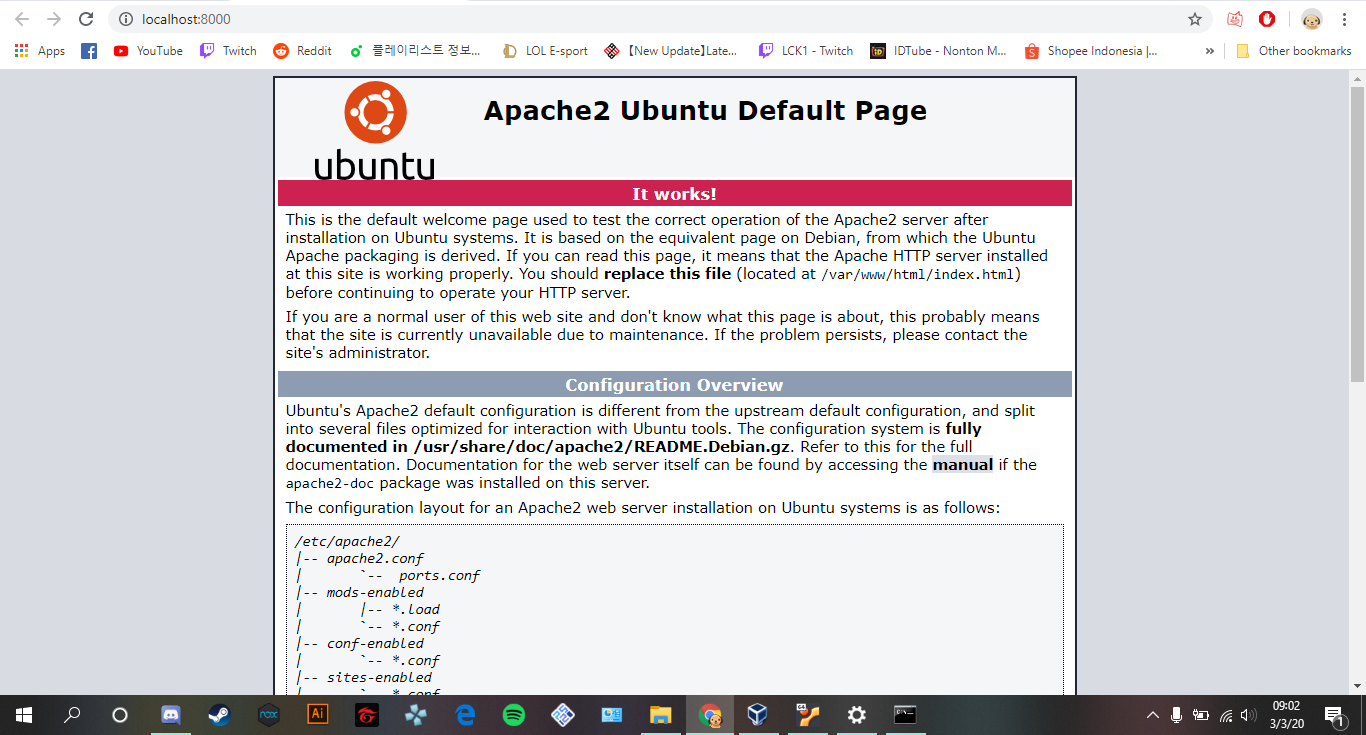 localhost:8000
Apps YouTube Twitch Reddit 플레이리스트 정보... LOL E-sport 【New Update】Late... LCK1 - Twitch IDTube - Nonton M... Shopee Indonesia |... » Other bookmarks
ubuntu
Apache2 Ubuntu Default Page
It works!
This is the default welcome page used to test the correct operation of the Apache2 server after
installation on Ubuntu systems. It is based on the equivalent page on Debian, from which the Ubuntu
Apache packaging is derived. If you can read this page, it means that the Apache HTTP server installed
at this site is working properly. You should replace this file (located at /var/www/html/index.html)
before continuing to operate your HTTP server.
If you are a normal user of this web site and don't know what this page is about, this probably means
that the site is currently unavailable due to maintenance. If the problem persists, please contact the
site's administrator.
Configuration Overview
Ubuntu's Apache2 default configuration is different from the upstream default configuration, and split
into several files optimized for interaction with Ubuntu tools. The configuration system is fully
documented in /usr/share/doc/apache2/README.Debian.gz. Refer to this for the full
documentation. Documentation for the web server itself can be found by accessing the manual if the
apache2-doc package was installed on this server.
The configuration layout for an Apache2 web server installation on Ubuntu systems is as follows:
/etc/apache2/
|-- apache2.conf
|       `--  ports.conf
|-- mods-enabled
|       |-- *.load
|       `-- *.conf
|-- conf-enabled
|       `-- *.conf
|-- sites-enabled
|       `-- *.conf
nox
Ai
09:02
3/3/20
1